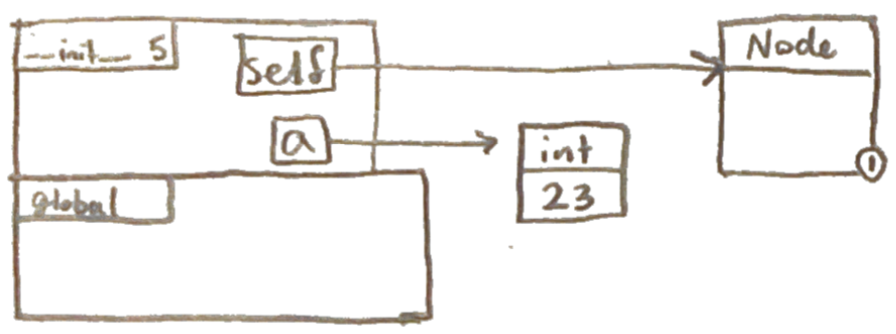 __init__ 5
self
Node
a
int
23
1
global